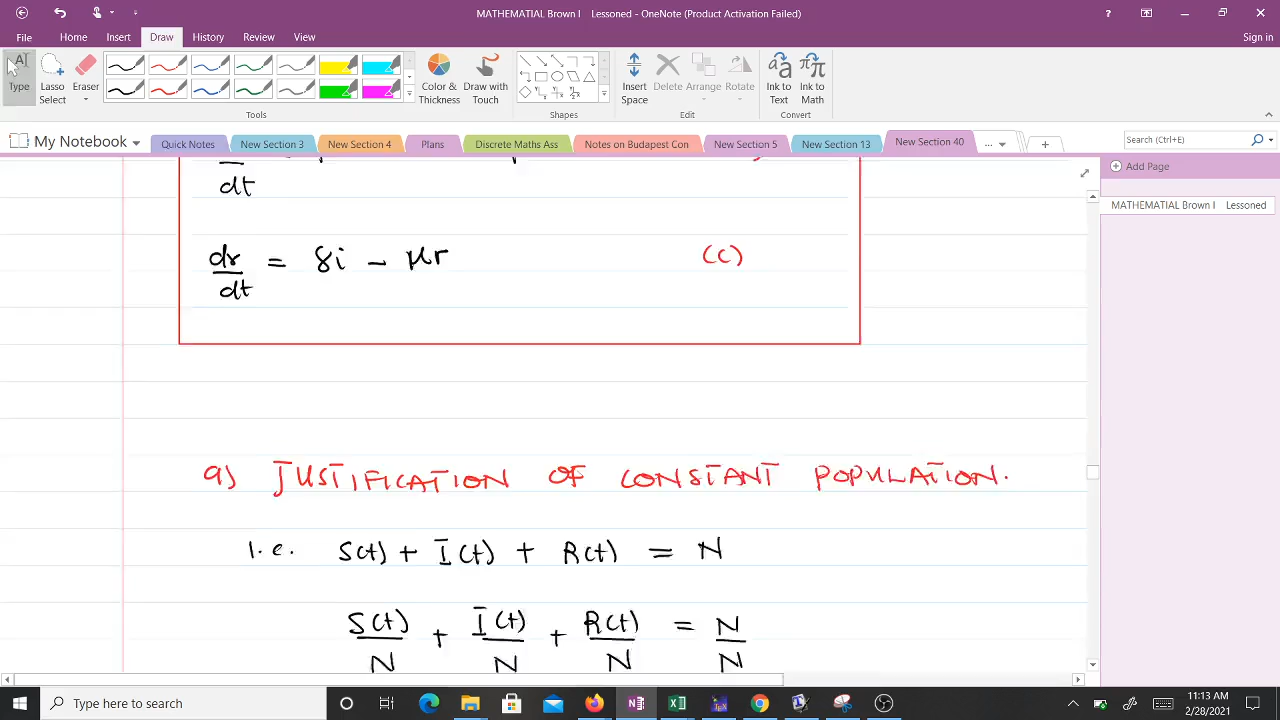 MATHEMATIAL Brown I    Lessoned - OneNote (Product Activation Failed)
File Home Insert Draw History Review View Sign in
Type Lasso Select Eraser Color & Thickness Draw with Touch Insert Space Delete Arrange Rotate Ink to Text Ink to Math
Tools Shapes Edit Convert
My Notebook Quick Notes New Section 3 New Section 4 Plans Discrete Maths Ass Notes on Budapest Con New Section 5 New Section 13 New Section 40 ... Search (Ctrl+E)
Add Page
MATHEMATIAL Brown I    Lessoned
dt
dr/dt = γi - μr (c)
a) JUSTIFICATION OF CONSTANT POPULATION.
i.e. S(t) + I(t) + R(t) = N
S(t)/N + I(t)/N + R(t)/N = N/N
Type here to search
11:13 AM
2/28/2021